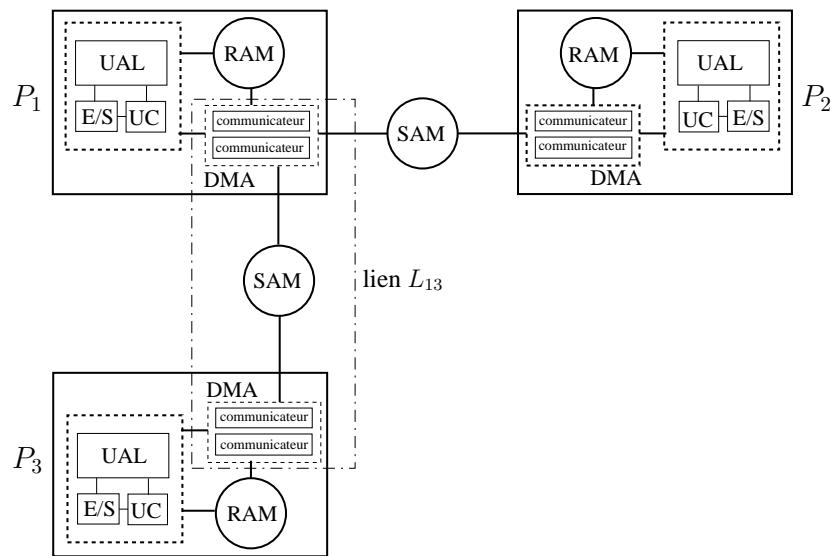 RAM
UAL
P1
E/S
UC
communicateur
communicateur
DMA
SAM
RAM
UAL
P2
communicateur
communicateur
UC
E/S
DMA
SAM
lien L13
DMA
communicateur
communicateur
UAL
P3
E/S
UC
RAM